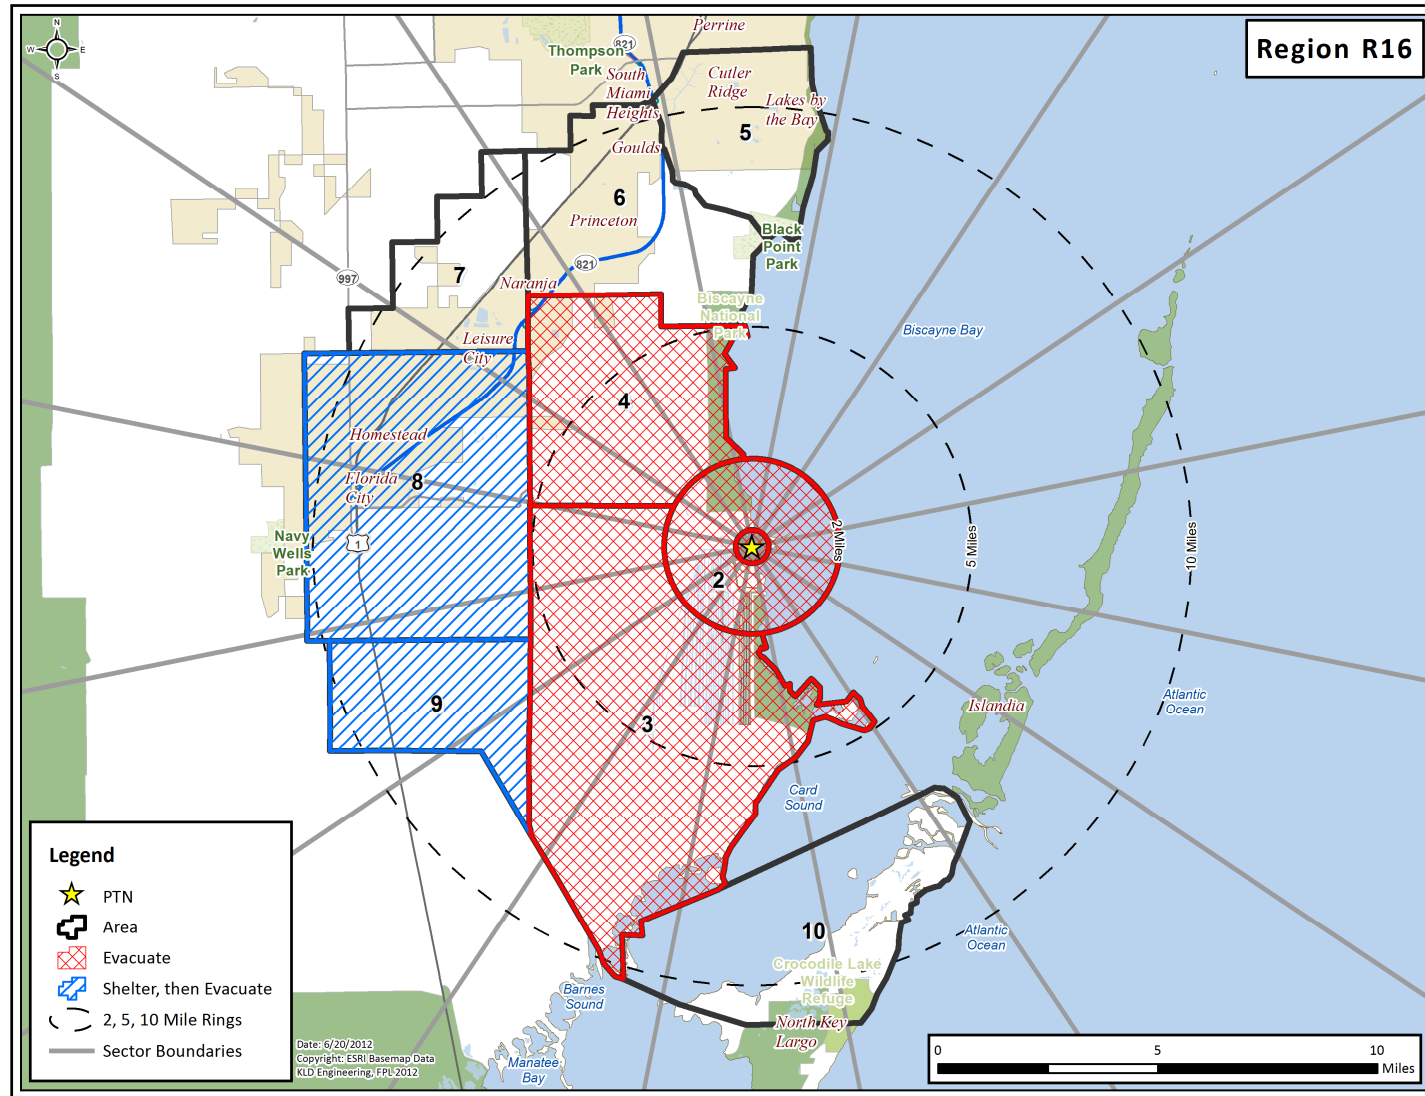 N
W
E
S
Region R16
Perrine
821
Thompson
Park
South
Miami
Heights
Cutler
Ridge
Lakes by
the Bay
5
Goulds
6
Princeton
Black
Point
Park
821
7
997
Naranja
Biscayne
National
Park
Biscayne Bay
Leisure
City
4
Homestead
8
Florida
City
Navy
Wells
Park
1
2 Miles
5 Miles
10 Miles
2
9
3
Islandia
Atlantic
Ocean
Card
Sound
10
Atlantic
Ocean
Crocodile Lake
Wildlife
Refuge
Barnes
Sound
North Key
Largo
Manatee
Bay
Legend
PTN
Area
Evacuate
Shelter, then Evacuate
2, 5, 10 Mile Rings
Sector Boundaries
Date: 6/20/2012
Copyright: ESRI Basemap Data
KLD Engineering, FPL 2012
0 5 10
Miles